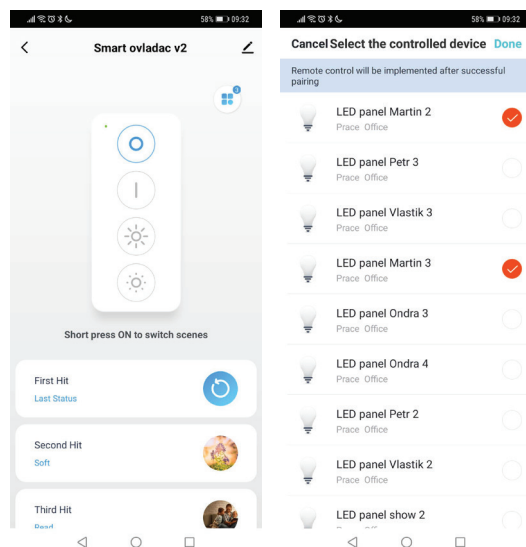 58% 09:32
Smart ovladac v2
3
Short press ON to switch scenes
First Hit
Last Status
Second Hit
Soft
Third Hit
Read
58% 09:32
Cancel Select the controlled device Done
Remote control will be implemented after successful
pairing
LED panel Martin 2
Prace Office
LED panel Petr 3
Prace Office
LED panel Vlastik 3
Prace Office
LED panel Martin 3
Prace Office
LED panel Ondra 3
Prace Office
LED panel Ondra 4
Prace Office
LED panel Petr 2
Prace Office
LED panel Vlastik 2
Prace Office
LED panel show 2